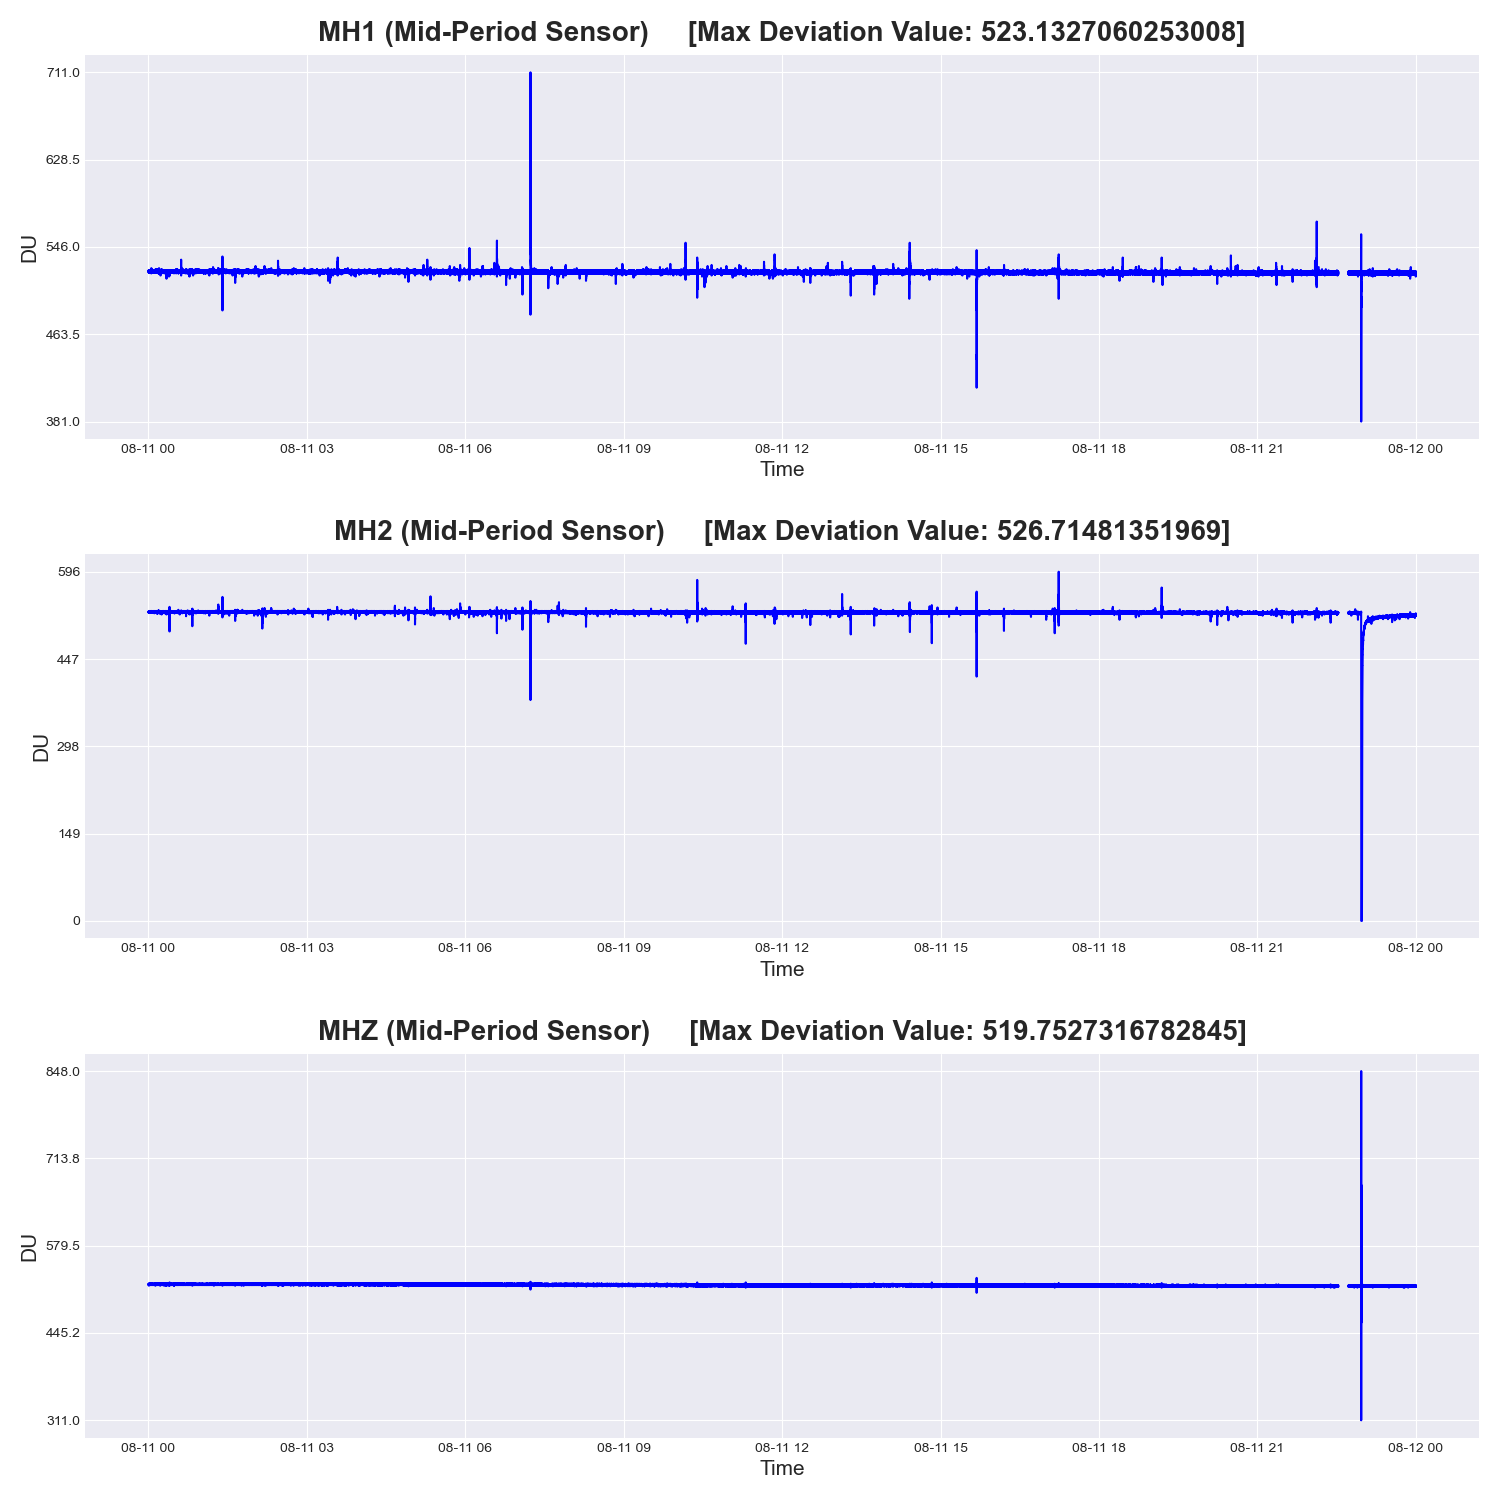 MH1 (Mid-Period Sensor) [Max Deviation Value: 523.1327060253008]
711.0
628.5
546.0
463.5
381.0
DU
08-11 00 08-11 03 08-11 06 08-11 09 08-11 12 08-11 15 08-11 18 08-11 21 08-12 00
Time
MH2 (Mid-Period Sensor) [Max Deviation Value: 526.71481351969]
596
447
298
149
0
DU
08-11 00 08-11 03 08-11 06 08-11 09 08-11 12 08-11 15 08-11 18 08-11 21 08-12 00
Time
MHZ (Mid-Period Sensor) [Max Deviation Value: 519.7527316782845]
848.0
713.8
579.5
445.2
311.0
DU
08-11 00 08-11 03 08-11 06 08-11 09 08-11 12 08-11 15 08-11 18 08-11 21 08-12 00
Time